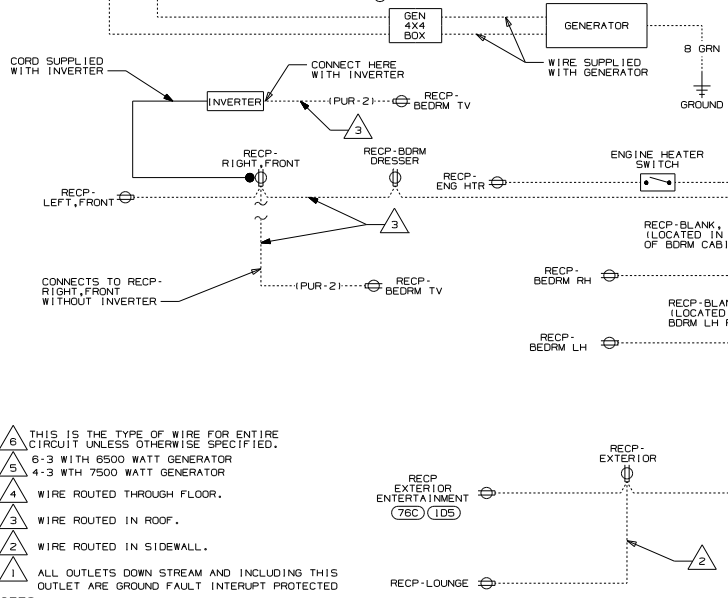 GEN
4X4
BOX
GENERATOR
8 GRN
GROUND
WIRE SUPPLIED
WITH GENERATOR
CORD SUPPLIED
WITH INVERTER
CONNECT HERE
WITH INVERTER
INVERTER
(PUR-2)
RECP-
BEDRM TV
3
RECP-
RIGHT,FRONT
RECP-BDRM
DRESSER
RECP-
ENG HTR
ENGINE HEATER
SWITCH
RECP-
LEFT,FRONT
3
RECP-BLANK,
(LOCATED IN
OF BDRM CABI
CONNECTS TO RECP-
RIGHT,FRONT
WITHOUT INVERTER
(PUR-2)
RECP-
BEDRM TV
RECP-
BEDRM RH
RECP-BLAN
(LOCATED
BDRM LH
RECP-
BEDRM LH
6 THIS IS THE TYPE OF WIRE FOR ENTIRE
CIRCUIT UNLESS OTHERWISE SPECIFIED.
5 6-3 WITH 6500 WATT GENERATOR
4-3 WTH 7500 WATT GENERATOR
4 WIRE ROUTED THROUGH FLOOR.
3 WIRE ROUTED IN ROOF.
2 WIRE ROUTED IN SIDEWALL.
1 ALL OUTLETS DOWN STREAM AND INCLUDING THIS
OUTLET ARE GROUND FAULT INTERUPT PROTECTED
RECP-
EXTERIOR
RECP
EXTERIOR
ENTERTAINMENT
76C 1D5
2
RECP-LOUNGE